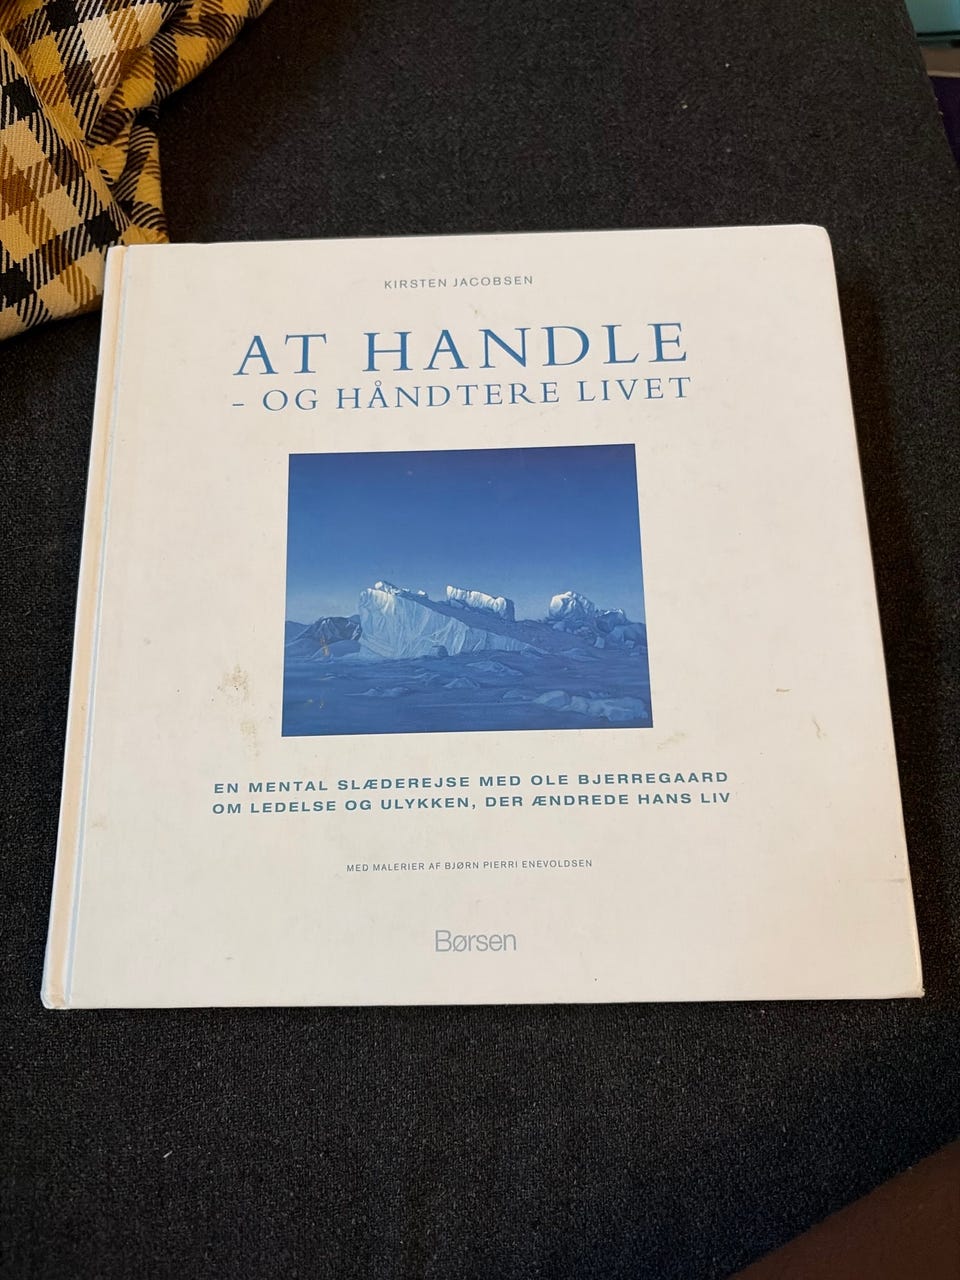 KIRSTEN JACOBSEN
AT HANDLE
- OG HÅNDTERE LIVET
EN MENTAL SLÆDEREJSE MED OLE BJERREGAARD
OM LEDELSE OG ULYKKEN, DER ÆNDREDE HANS LIV
MED MALERIER AF BJØRN PIERRI ENEVOLDSEN
Børsen